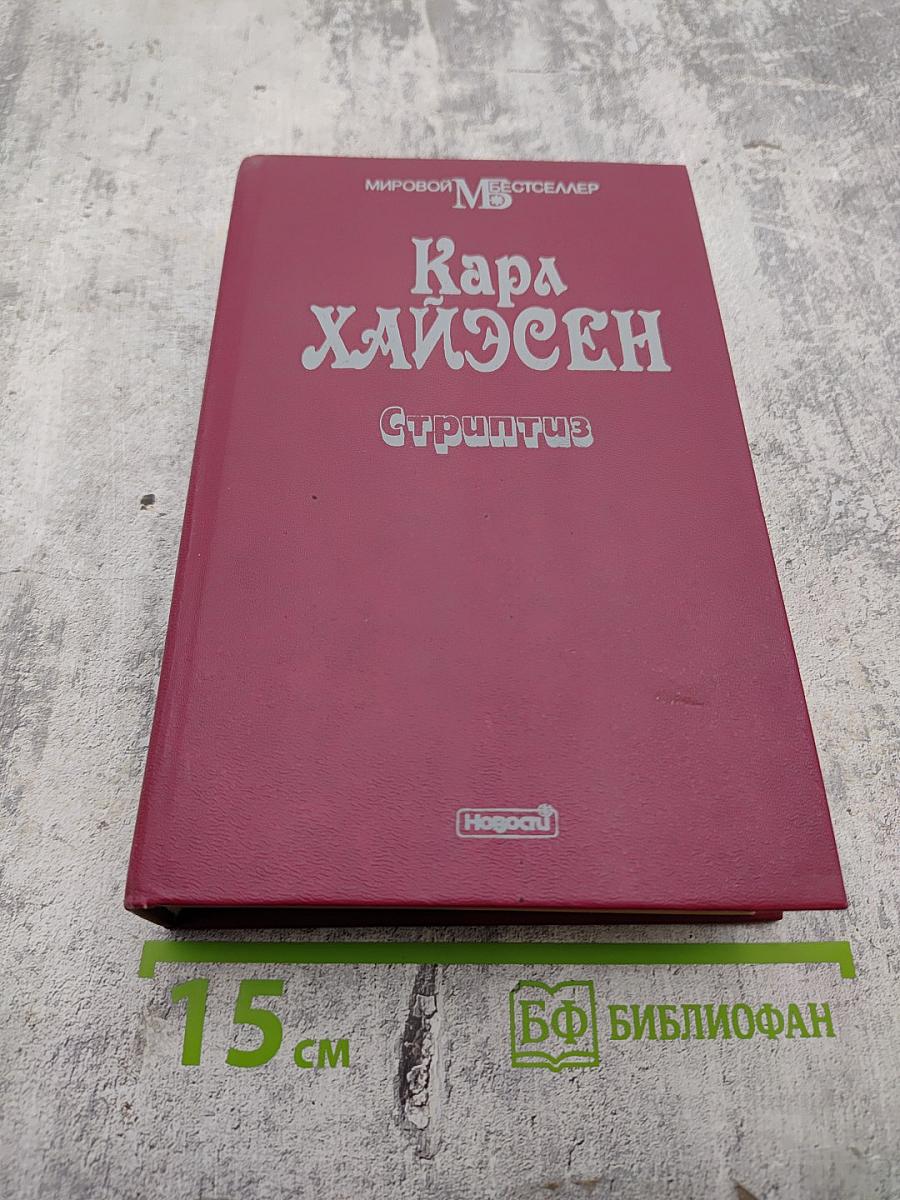 МИРОВОЙ МБ БЕСТСЕЛЛЕР
Карл
ХАЙЭСЕН
Стриптиз
Новости
15 см
БФ БИБЛИОФАН